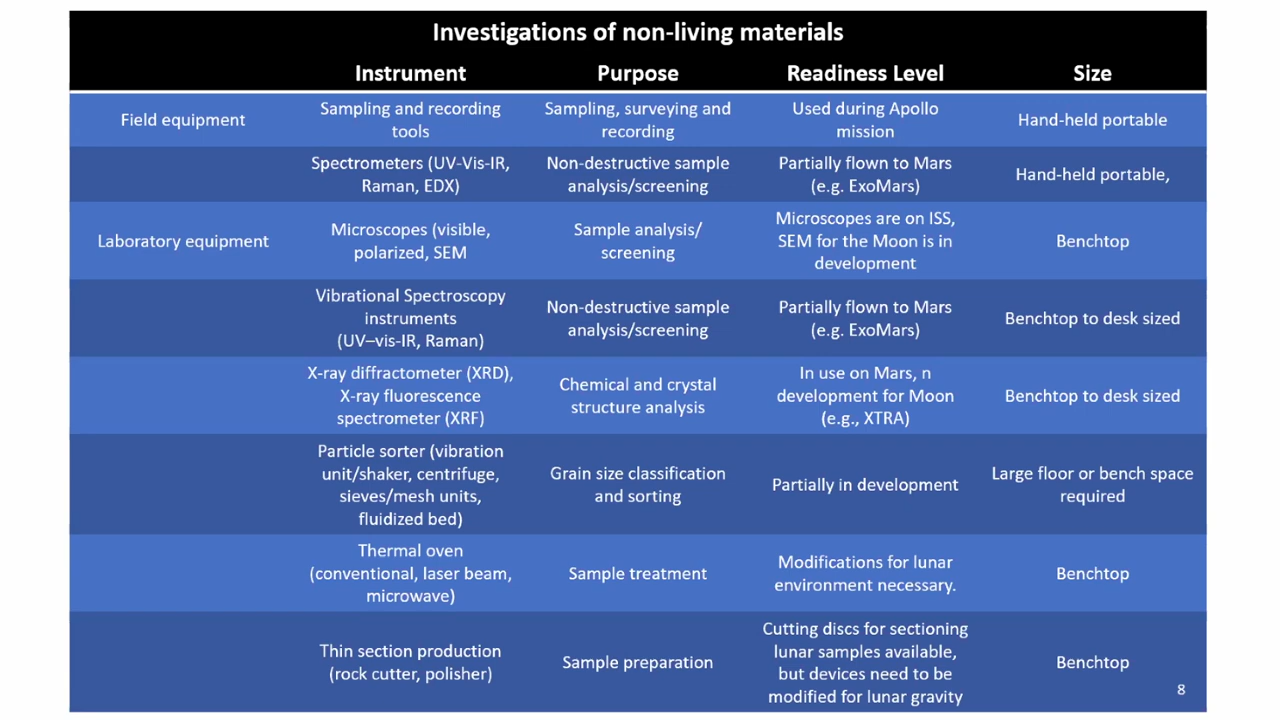 Investigations of non-living materials
Instrument Purpose Readiness Level Size
Field equipment
Sampling and recording
tools
Sampling, surveying and
recording
Used during Apollo
mission
Hand-held portable
Spectrometers (UV-Vis-IR,
Raman, EDX)
Non-destructive sample
analysis/screening
Partially flown to Mars
(e.g. ExoMars)
Hand-held portable,
Laboratory equipment
Microscopes (visible,
polarized, SEM
Sample analysis/
screening
Microscopes are on ISS,
SEM for the Moon is in
development
Benchtop
Vibrational Spectroscopy
instruments
(UV–vis-IR, Raman)
Non-destructive sample
analysis/screening
Partially flown to Mars
(e.g. ExoMars)
Benchtop to desk sized
X-ray diffractometer (XRD),
X-ray fluorescence
spectrometer (XRF)
Chemical and crystal
structure analysis
In use on Mars, n
development for Moon
(e.g., XTRA)
Benchtop to desk sized
Particle sorter (vibration
unit/shaker, centrifuge,
sieves/mesh units,
fluidized bed)
Grain size classification
and sorting
Partially in development
Large floor or bench space
required
Thermal oven
(conventional, laser beam,
microwave)
Sample treatment
Modifications for lunar
environment necessary.
Benchtop
Thin section production
(rock cutter, polisher)
Sample preparation
Cutting discs for sectioning
lunar samples available,
but devices need to be
modified for lunar gravity
Benchtop
8